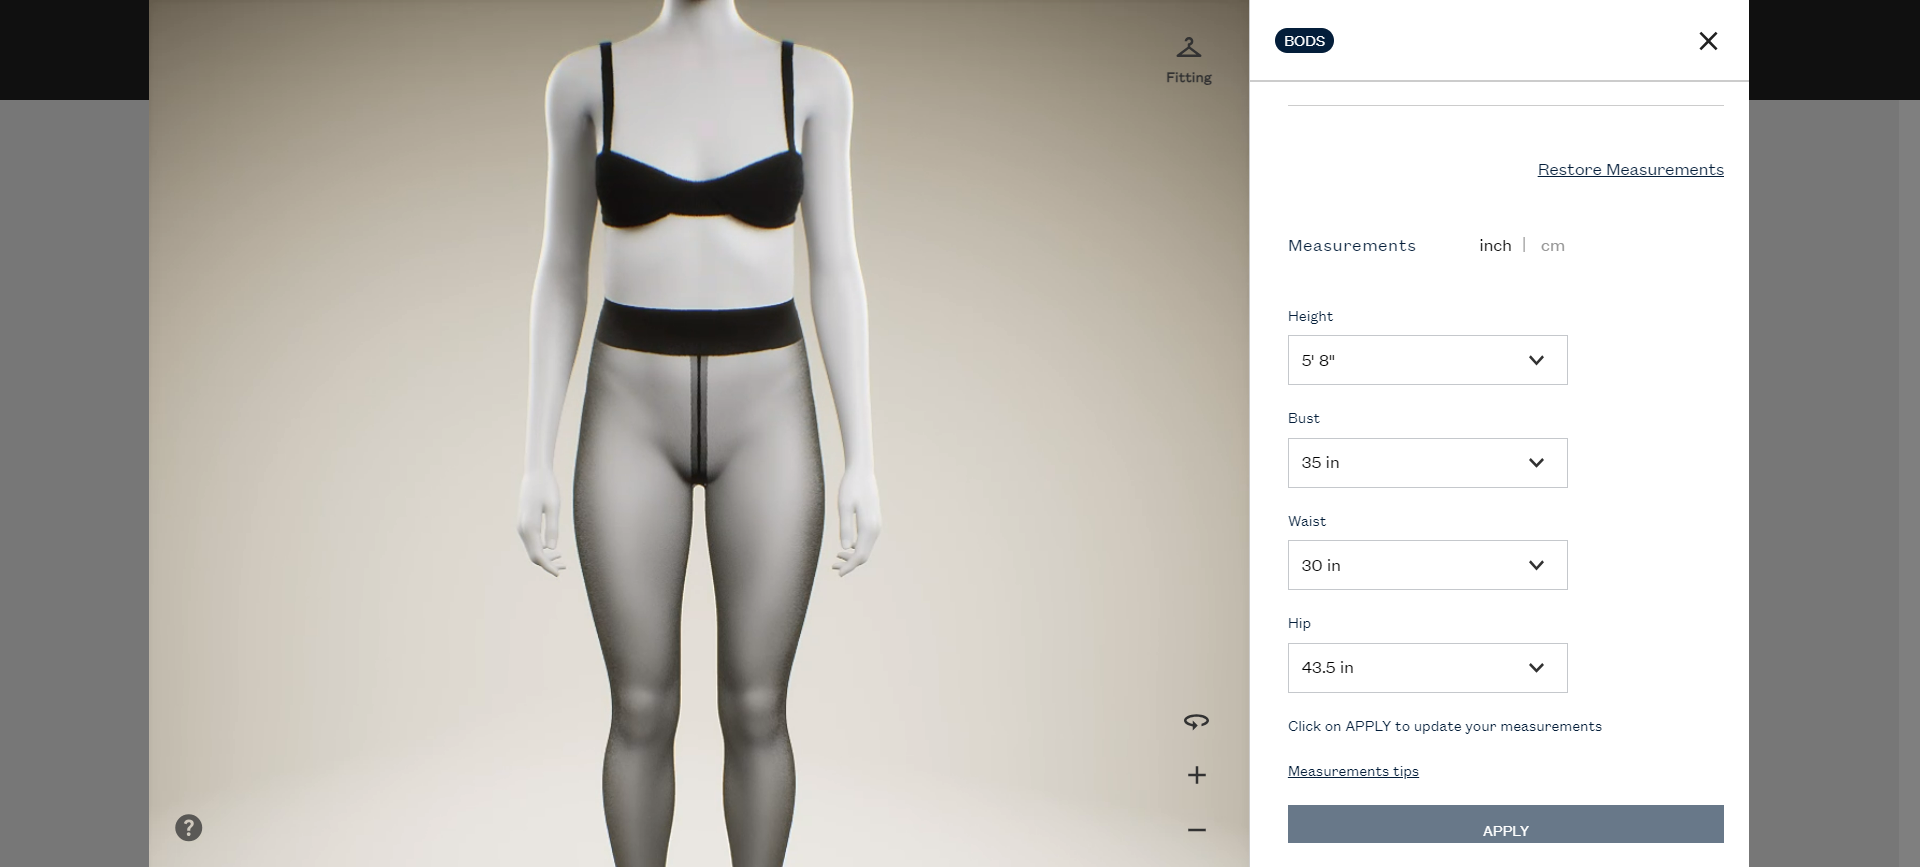 Fitting
BODS
Restore Measurements
Measurements inch | cm
Height
5' 8"
Bust
35 in
Waist
30 in
Hip
43.5 in
Click on APPLY to update your measurements
Measurements tips
APPLY
?